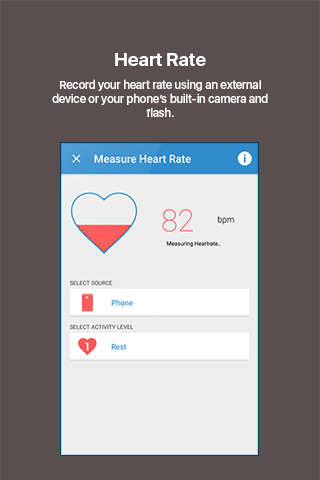 Heart Rate
Record your heart rate using an external
device or your phone's built-in camera and
flash.
Measure Heart Rate
82 bpm
Measuring Heartrate..
SELECT SOURCE
Phone
SELECT ACTIVITY LEVEL
1 Rest